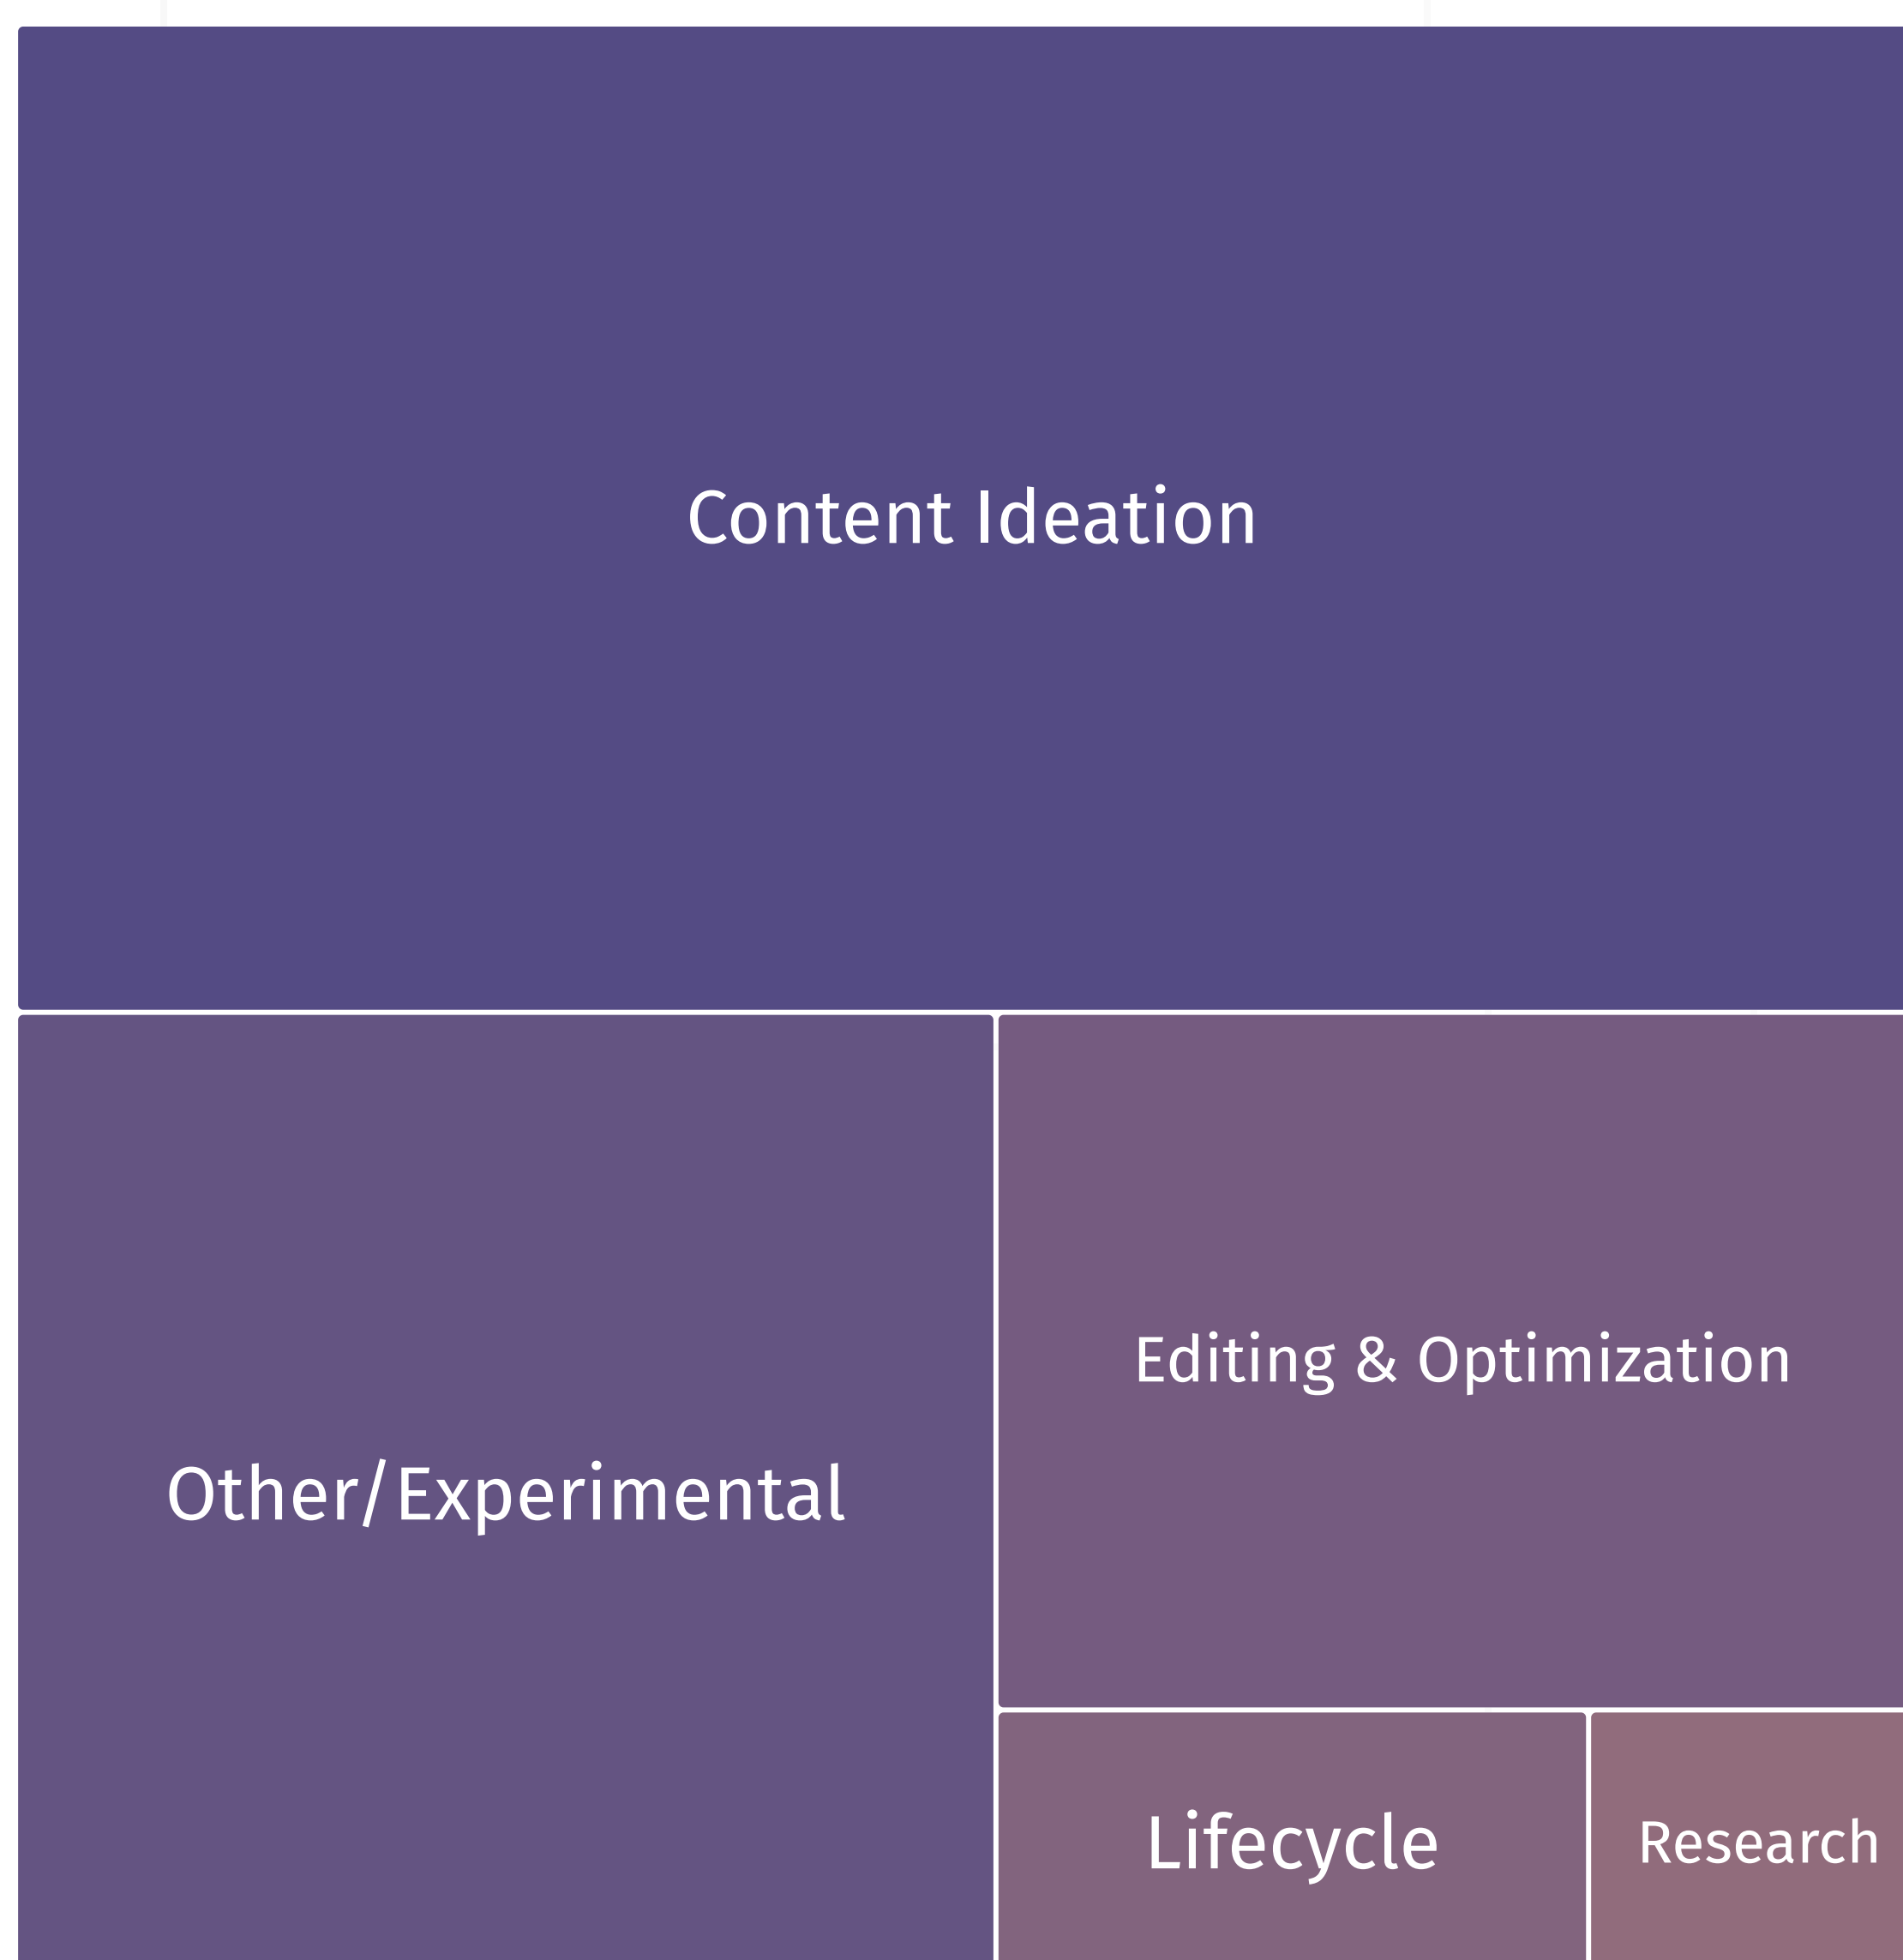 Content Ideation
Editing & Optimization
Other/Experimental
Lifecycle
Research